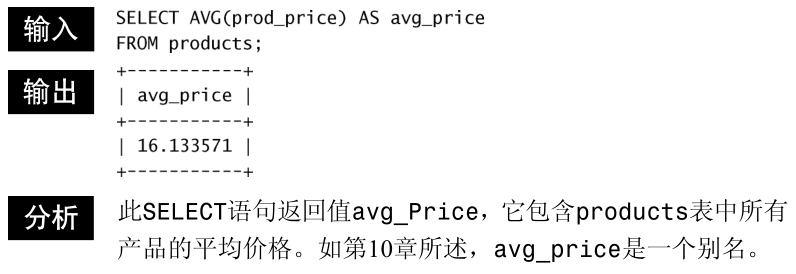 输入 SELECT AVG(prod_price) AS avg_price
FROM products;
输出 +-----------+
| avg_price |
+-----------+
| 16.133571 |
+-----------+
分析 此SELECT语句返回值avg_Price，它包含products表中所有
产品的平均价格。如第10章所述，avg_price是一个别名。